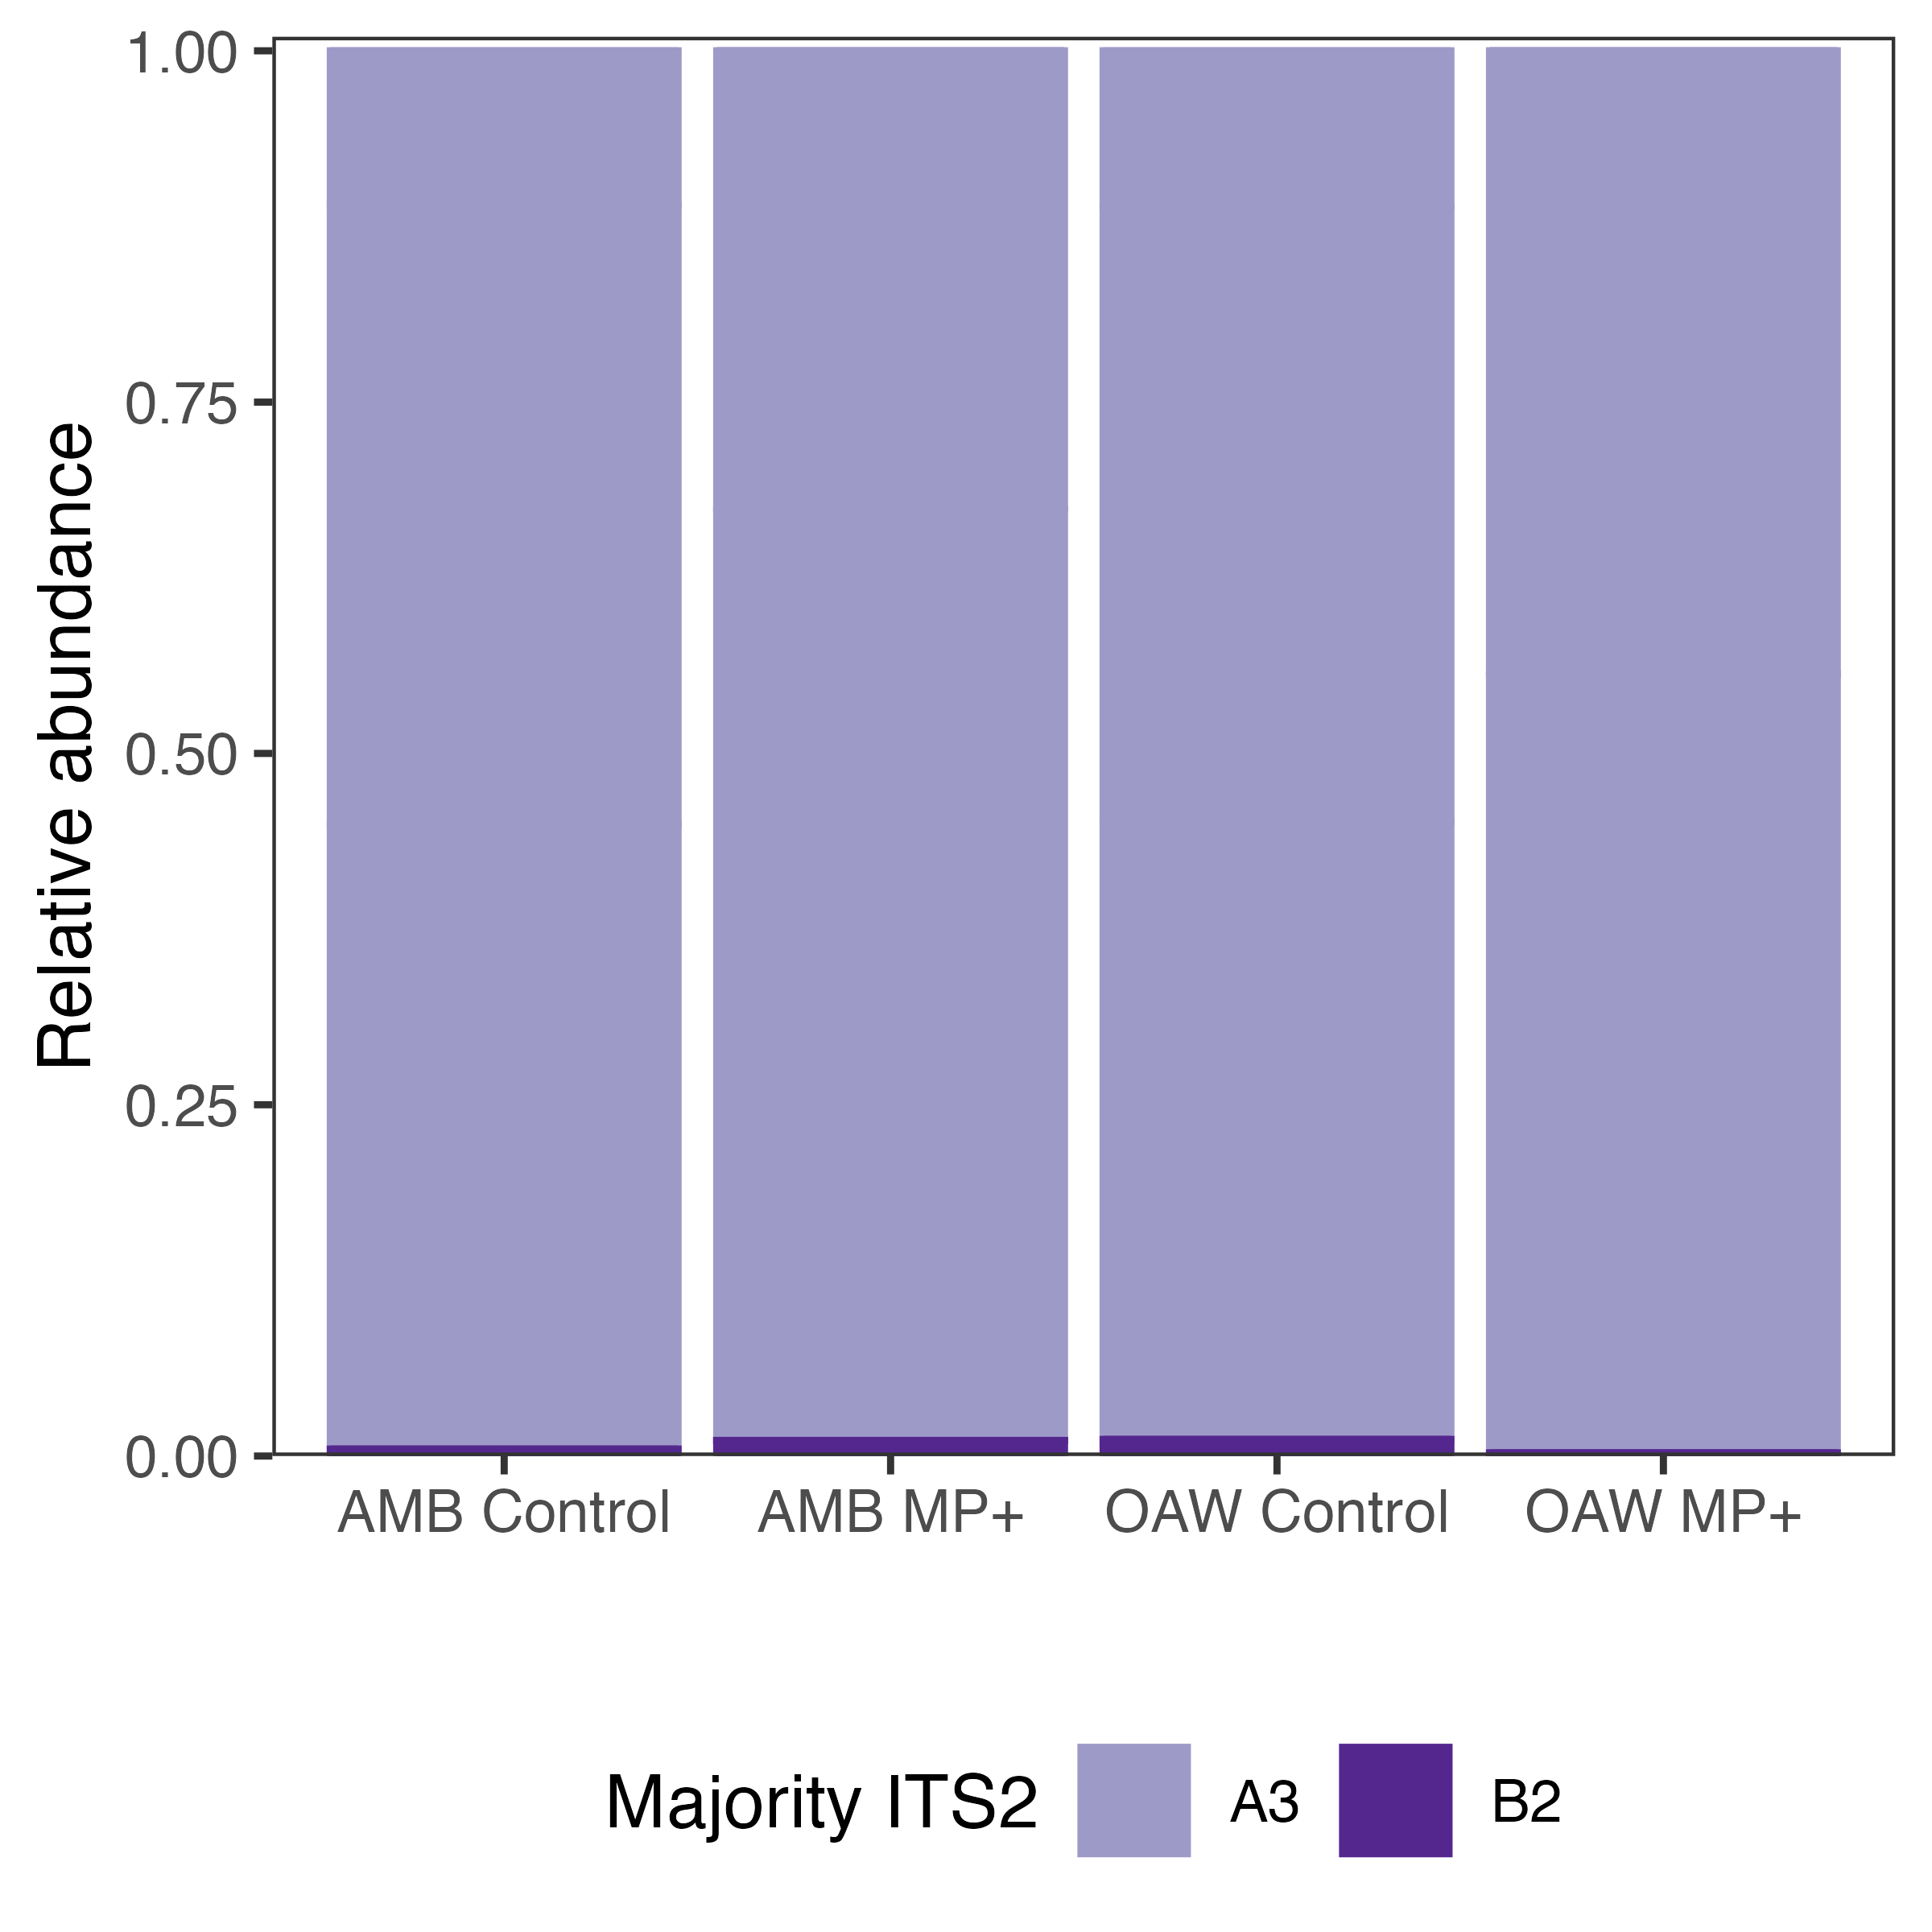 Relative abundance
1.00
0.75
0.50
0.25
0.00
AMB Control AMB MP+ OAW Control OAW MP+
Majority ITS2 A3 B2